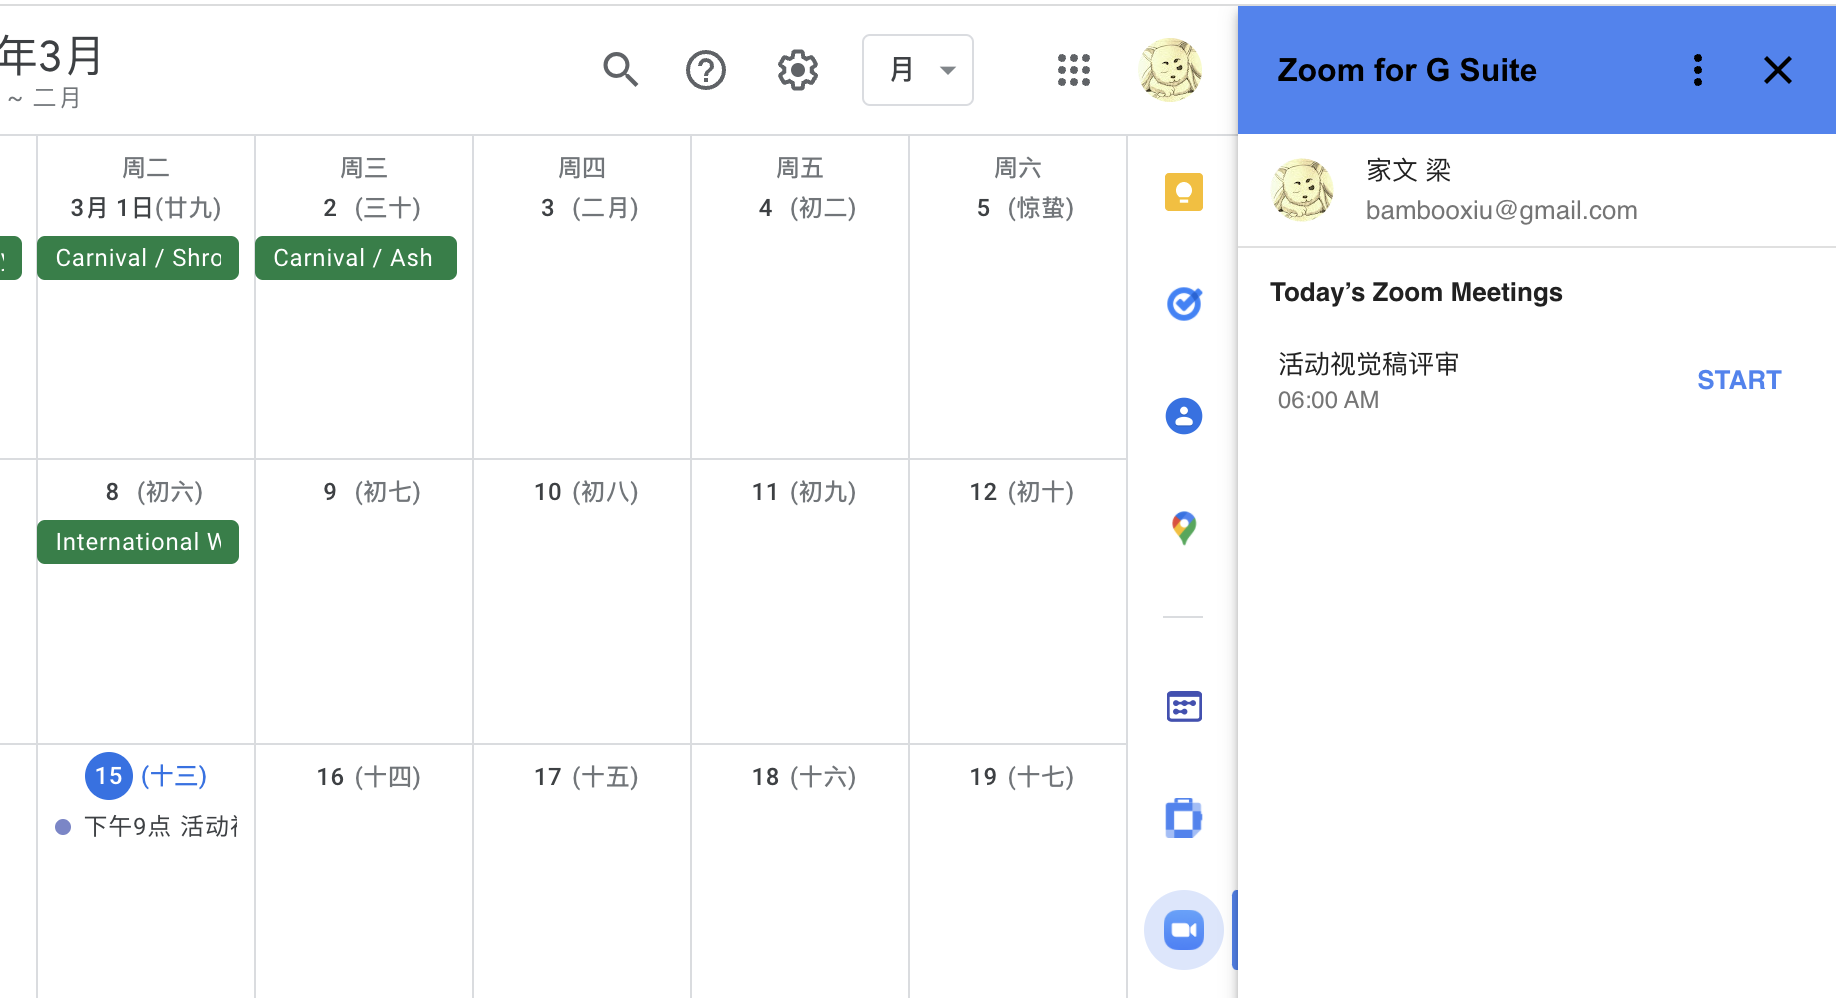 年3月
~ 二月
月
周二
周三
周四
周五
周六
3月 1日(廿九)
2 (三十)
3 (二月)
4 (初二)
5 (惊蛰)
Carnival / Shro
Carnival / Ash
8 (初六)
9 (初七)
10 (初八)
11 (初九)
12 (初十)
International W
15 (十三)
16 (十四)
17 (十五)
18 (十六)
19 (十七)
下午9点 活动
Zoom for G Suite
家文 梁
bambooxiu@gmail.com
Today’s Zoom Meetings
活动视觉稿评审
06:00 AM
START